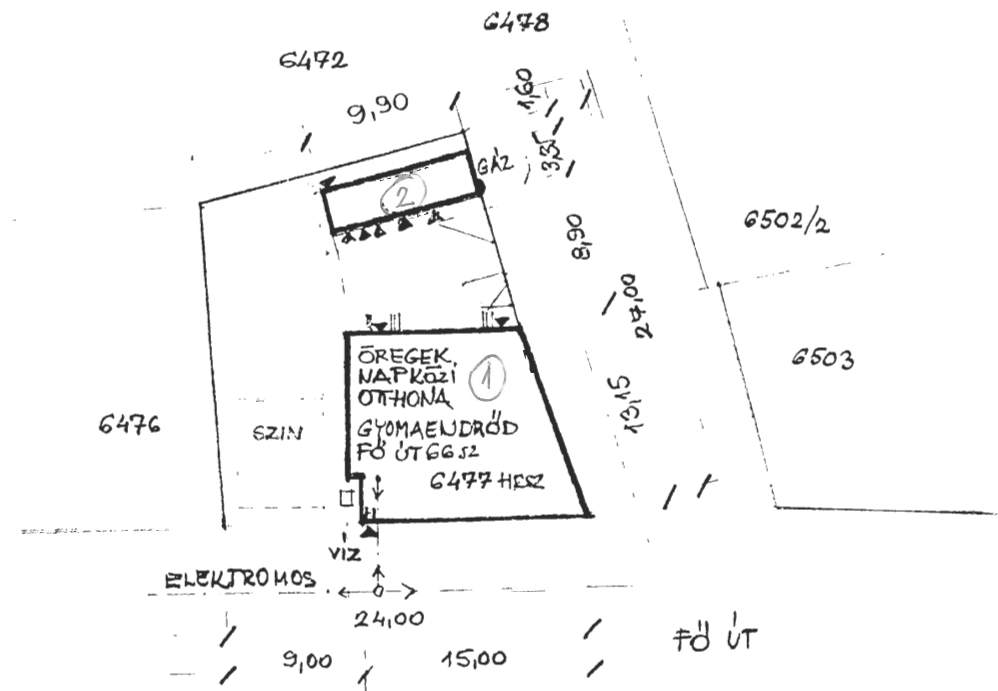 6478
6472
1,60
9,90
3,35
GÁZ
2
6502/2
8,90
27,00
ÖREGEK
NAPKÖZI
OTTHONA
1
6503
13,15
6476
SZIN
GYOMAENDRŐD
FŐ ÚT 66 SZ
6477 HRSZ
VIZ
ELEKTROMOS
24,00
FŐ ÚT
9,00
15,00